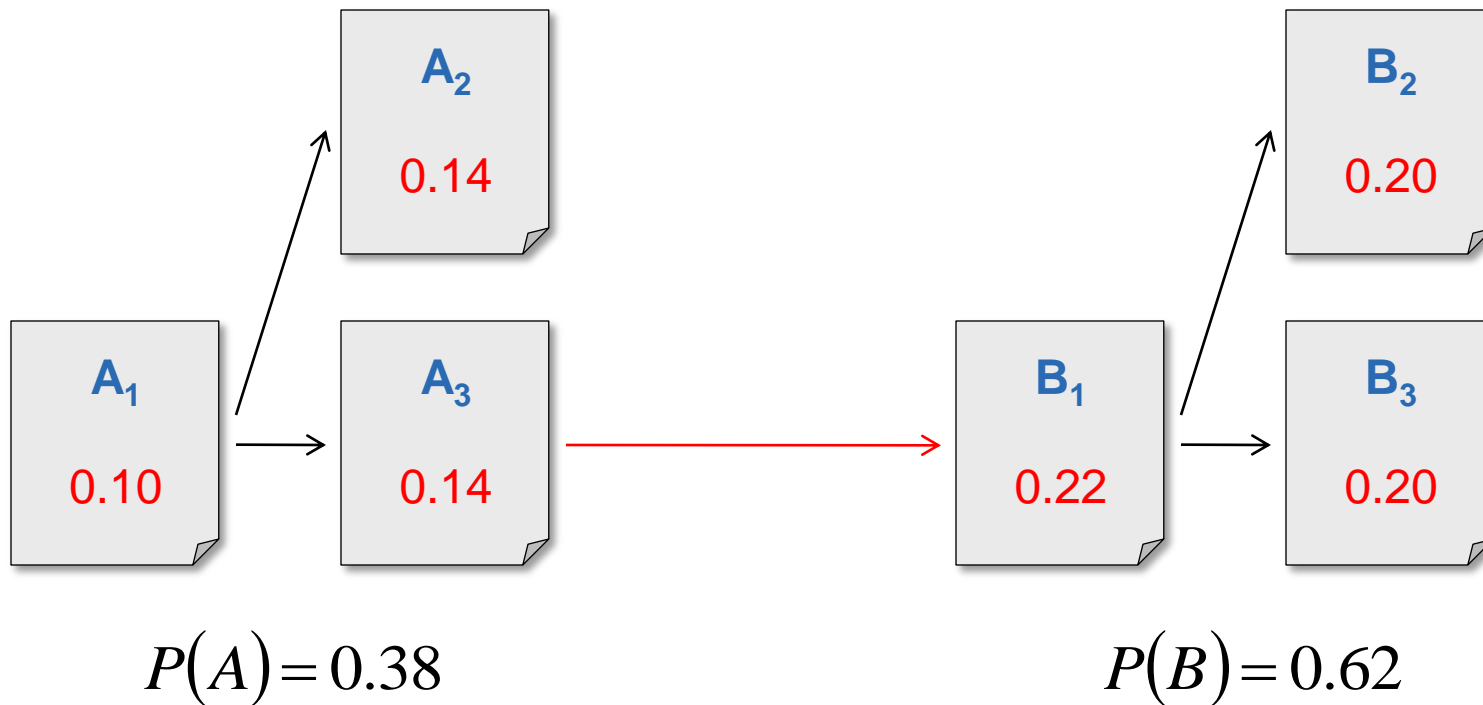 A₂
0.14
B₂
0.20
A₁
0.10
A₃
0.14
B₁
0.22
B₃
0.20
P(A)=0.38
P(B)=0.62